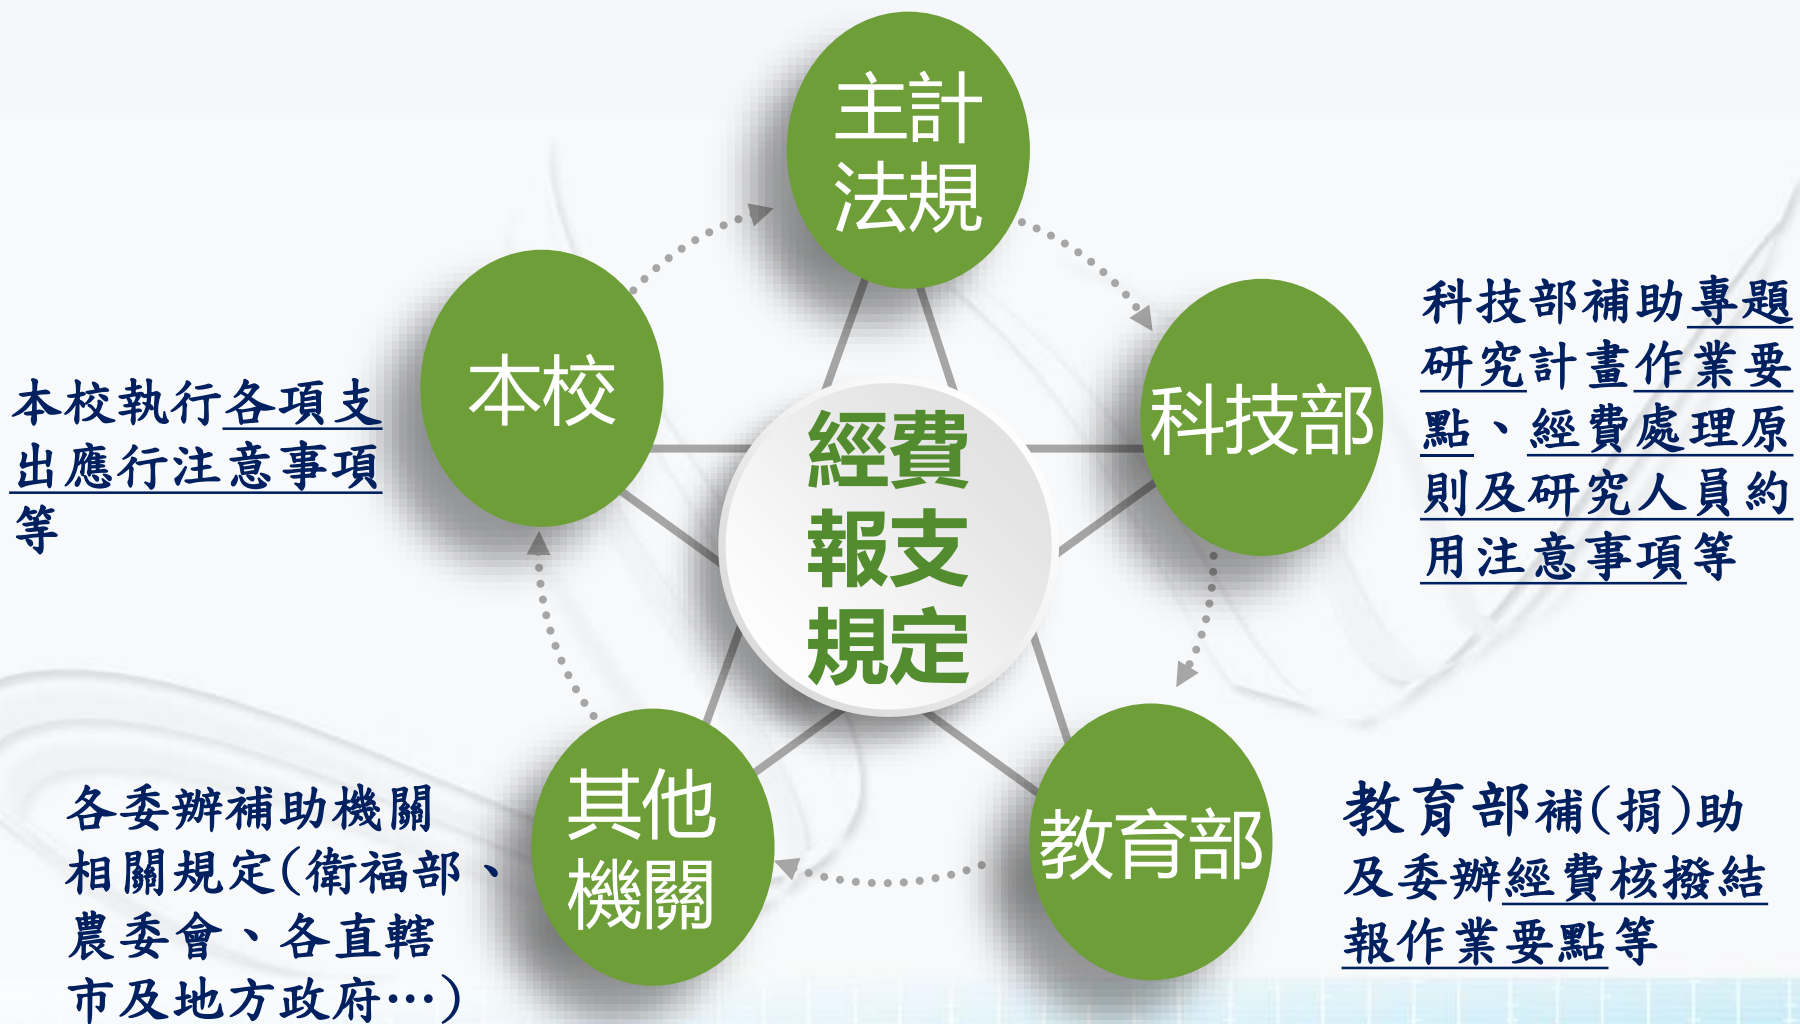 主計
法規
本校
科技部
經費
報支
規定
其他
機關
教育部
本校執行各項支
出應行注意事項
等
科技部補助專題
研究計畫作業要
點、經費處理原
則及研究人員約
用注意事項等
各委辦補助機關
相關規定(衛福部、
農委會、各直轄
市及地方政府…)
教育部補(捐)助
及委辦經費核撥結
報作業要點等